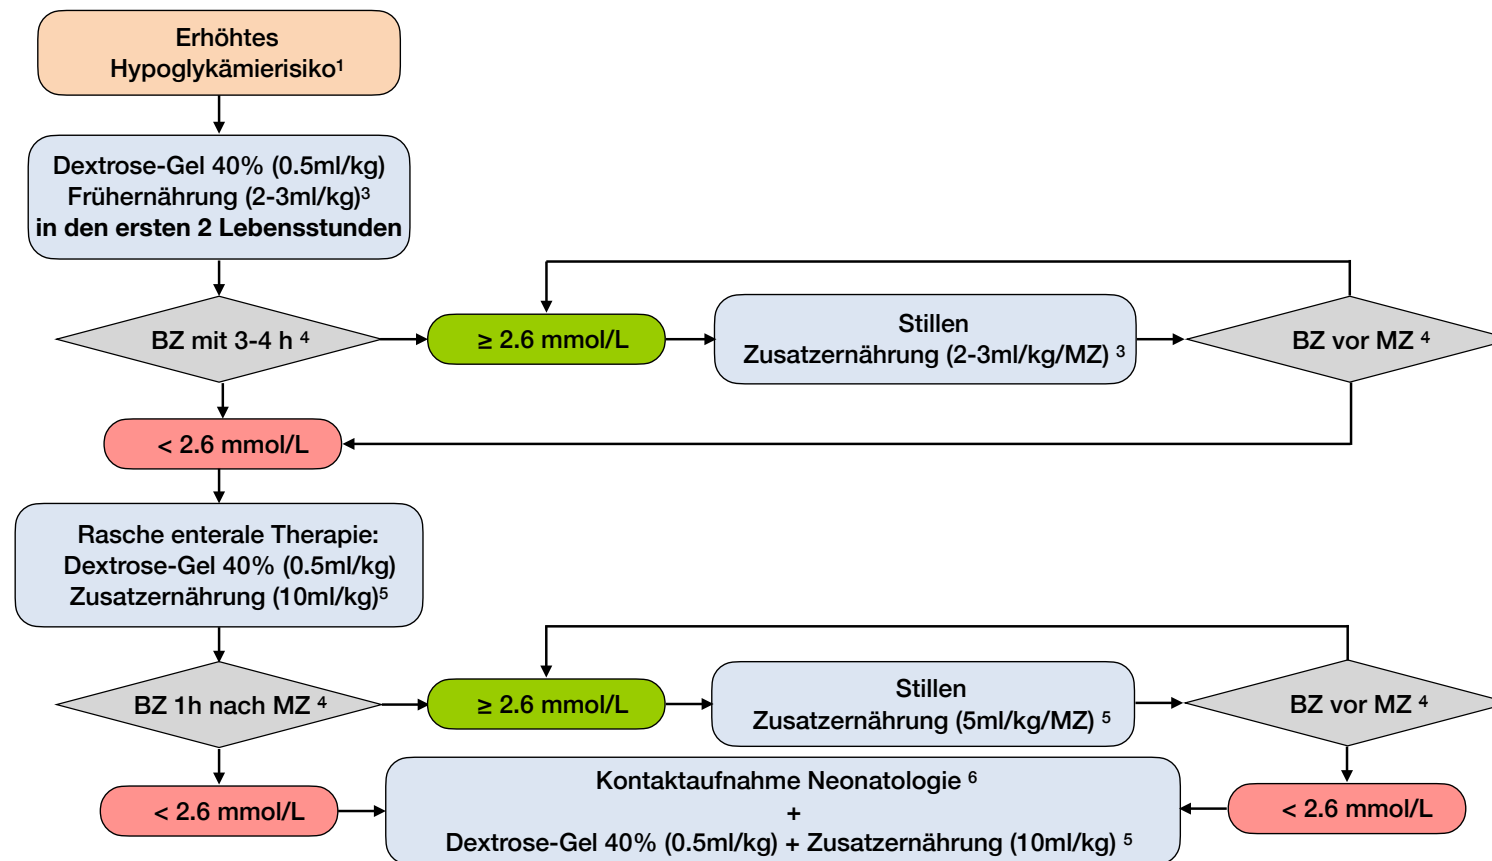 Erhöhtes
Hypoglykämierisiko¹
Dextrose-Gel 40% (0.5ml/kg)
Frühernährung (2-3ml/kg)³
in den ersten 2 Lebensstunden
BZ mit 3-4 h ⁴
≥ 2.6 mmol/L
Stillen
Zusatzernährung (2-3ml/kg/MZ) ³
BZ vor MZ ⁴
< 2.6 mmol/L
Rasche enterale Therapie:
Dextrose-Gel 40% (0.5ml/kg)
Zusatzernährung (10ml/kg)⁵
BZ 1h nach MZ ⁴
≥ 2.6 mmol/L
Stillen
Zusatzernährung (5ml/kg/MZ) ⁵
BZ vor MZ ⁴
< 2.6 mmol/L
Kontaktaufnahme Neonatologie ⁶
+
Dextrose-Gel 40% (0.5ml/kg) + Zusatzernährung (10ml/kg) ⁵
< 2.6 mmol/L